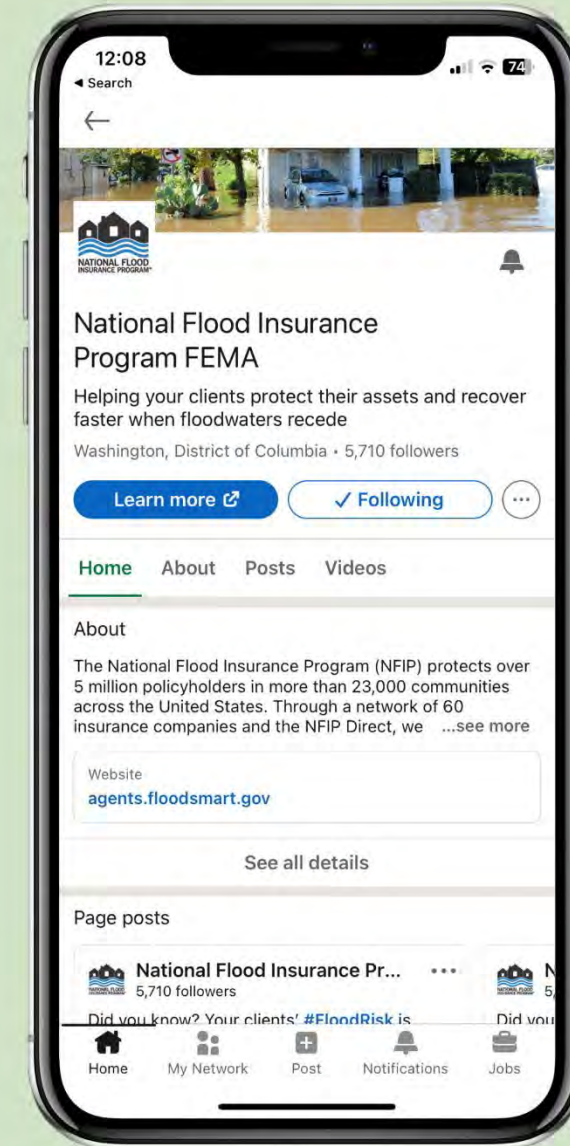 12:08
74
◀ Search
NATIONAL FLOOD
INSURANCE PROGRAM
National Flood Insurance
Program FEMA
Helping your clients protect their assets and recover
faster when floodwaters recede
Washington, District of Columbia • 5,710 followers
Learn more
✓ Following
...
Home About Posts Videos
About
The National Flood Insurance Program (NFIP) protects over
5 million policyholders in more than 23,000 communities
across the United States. Through a network of 60
insurance companies and the NFIP Direct, we ...see more
Website
agents.floodsmart.gov
See all details
Page posts
National Flood Insurance Pr... •••
5,710 followers
Did you know? Your clients' #FloodRisk is
N
5,
Did you
Home My Network Post Notifications Jobs